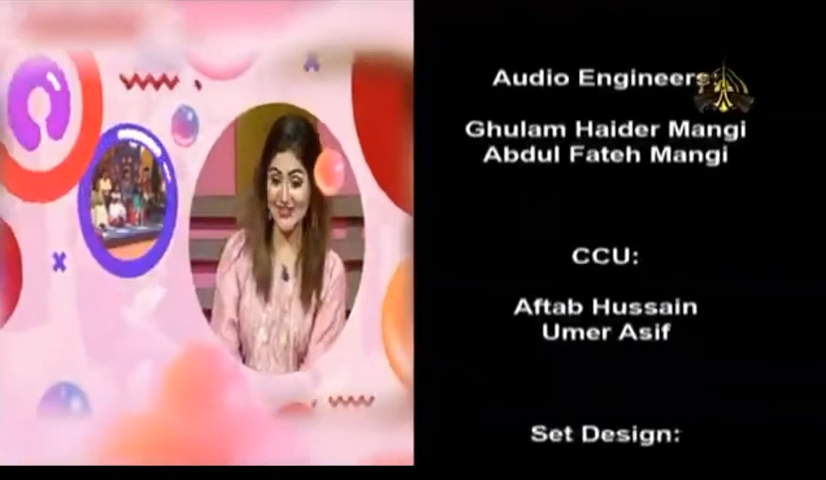 Audio Engineers:
Ghulam Haider Mangi
Abdul Fateh Mangi
CCU:
Aftab Hussain
Umer Asif
Set Design: